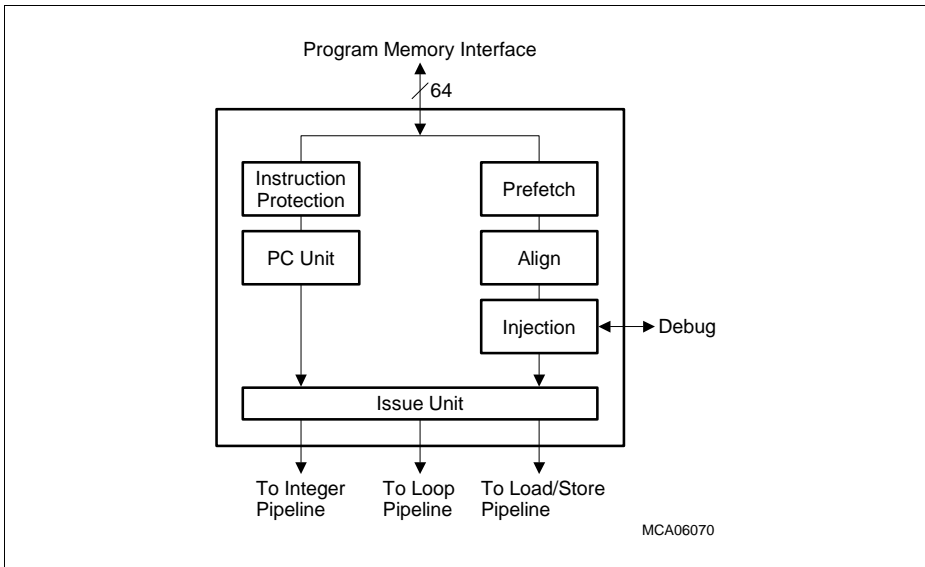 Program Memory Interface
64
Instruction
Protection
Prefetch
PC Unit
Align
Injection
Debug
Issue Unit
To Integer
Pipeline
To Loop
Pipeline
To Load/Store
Pipeline
MCA06070